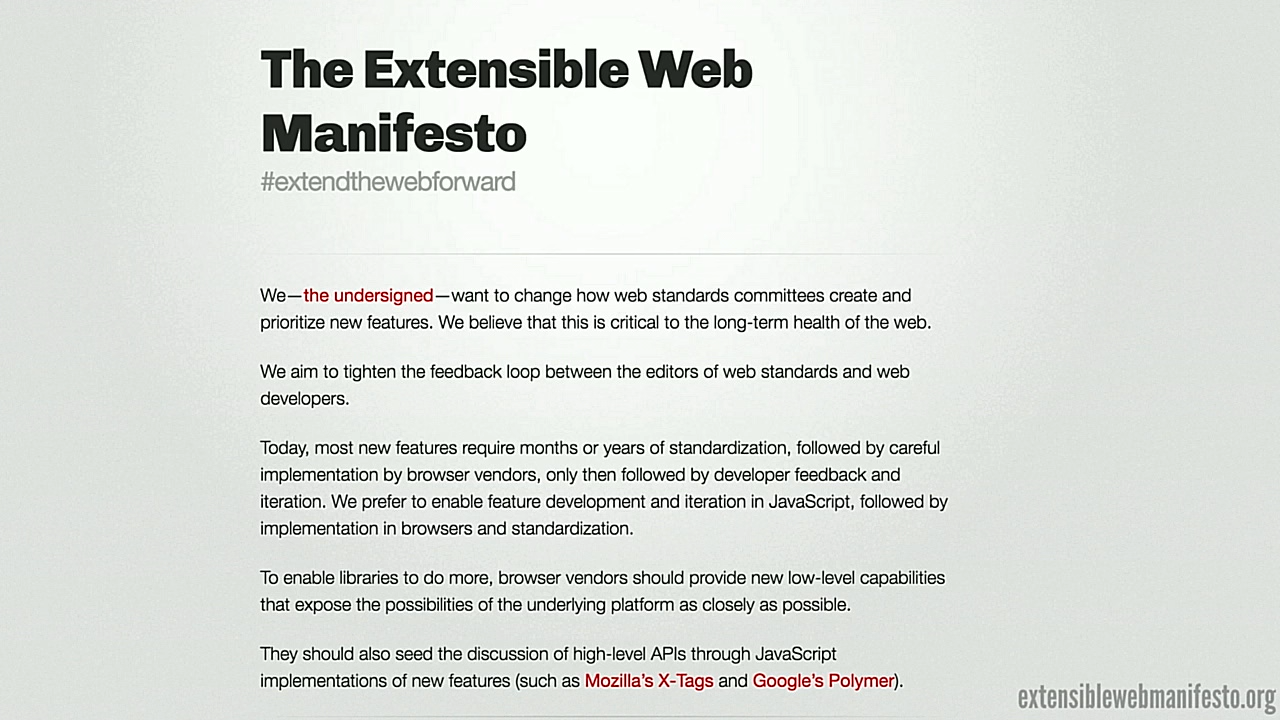 The Extensible Web
Manifesto
#extendthewebforward
We—the undersigned—want to change how web standards committees create and
prioritize new features. We believe that this is critical to the long-term health of the web.
We aim to tighten the feedback loop between the editors of web standards and web
developers.
Today, most new features require months or years of standardization, followed by careful
implementation by browser vendors, only then followed by developer feedback and
iteration. We prefer to enable feature development and iteration in JavaScript, followed by
implementation in browsers and standardization.
To enable libraries to do more, browser vendors should provide new low-level capabilities
that expose the possibilities of the underlying platform as closely as possible.
They should also seed the discussion of high-level APIs through JavaScript
implementations of new features (such as Mozilla's X-Tags and Google's Polymer).
extensiblewebmanifesto.org